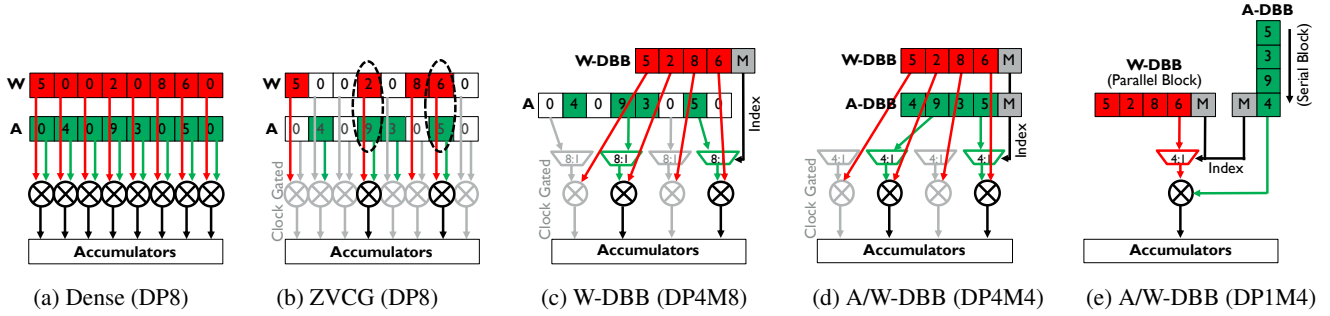 W 5 0 0 2 0 8 6 0
A 0 4 0 9 3 0 5 0
Accumulators
(a) Dense (DP8)
W 5 0 0 2 0 8 6 0
A 0 4 0 9 3 0 5 0
Clock Gated
Accumulators
(b) ZVCG (DP8)
W-DBB 5 2 8 6 M
A 0 4 0 9 3 0 5 0
Index
8:1 8:1 8:1 8:1
Clock Gated
Accumulators
(c) W-DBB (DP4M8)
W-DBB 5 2 8 6 M
A-DBB 4 9 3 5 M
Index
4:1 4:1 4:1 4:1
Clock Gated
Accumulators
(d) A/W-DBB (DP4M4)
A-DBB
5
3
9
4
(Serial Block)
W-DBB
(Parallel Block)
5 2 8 6 M M
4:1
Index
Accumulators
(e) A/W-DBB (DP1M4)